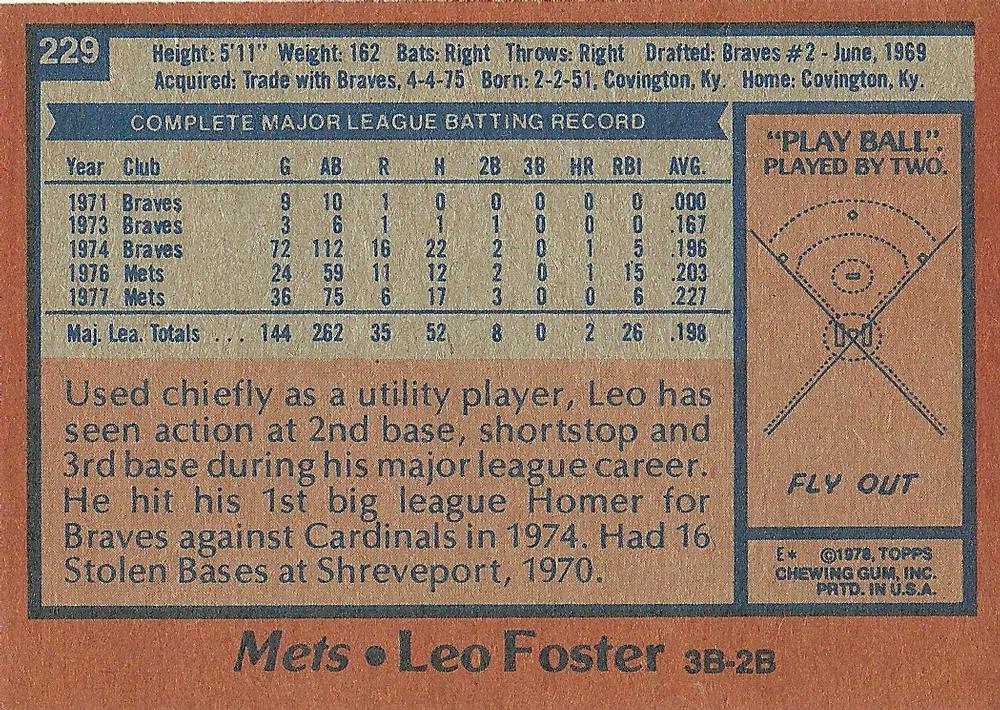 229
Height: 5'11" Weight: 162 Bats: Right Throws: Right Drafted: Braves #2 - June, 1969
Acquired: Trade with Braves, 4-4-75 Born: 2-2-51, Covington, Ky. Home: Covington, Ky.
COMPLETE MAJOR LEAGUE BATTING RECORD
Year Club G AB R H 2B 3B HR RBI AVG.
1971 Braves 9 10 1 0 0 0 0 0 .000
1973 Braves 3 6 1 1 1 0 0 0 .167
1974 Braves 72 112 16 22 2 0 1 5 .196
1976 Mets 24 59 11 12 2 0 1 15 .203
1977 Mets 36 75 6 17 3 0 0 6 .227
Maj. Lea. Totals ... 144 262 35 52 8 0 2 26 .198
Used chiefly as a utility player, Leo has
seen action at 2nd base, shortstop and
3rd base during his major league career.
He hit his 1st big league Homer for
Braves against Cardinals in 1974. Had 16
Stolen Bases at Shreveport, 1970.
"PLAY BALL".
PLAYED BY TWO.
FLY OUT
E* ©1978, TOPPS
CHEWING GUM, INC.
PRTD. IN U.S.A.
Mets • Leo Foster 3B-2B